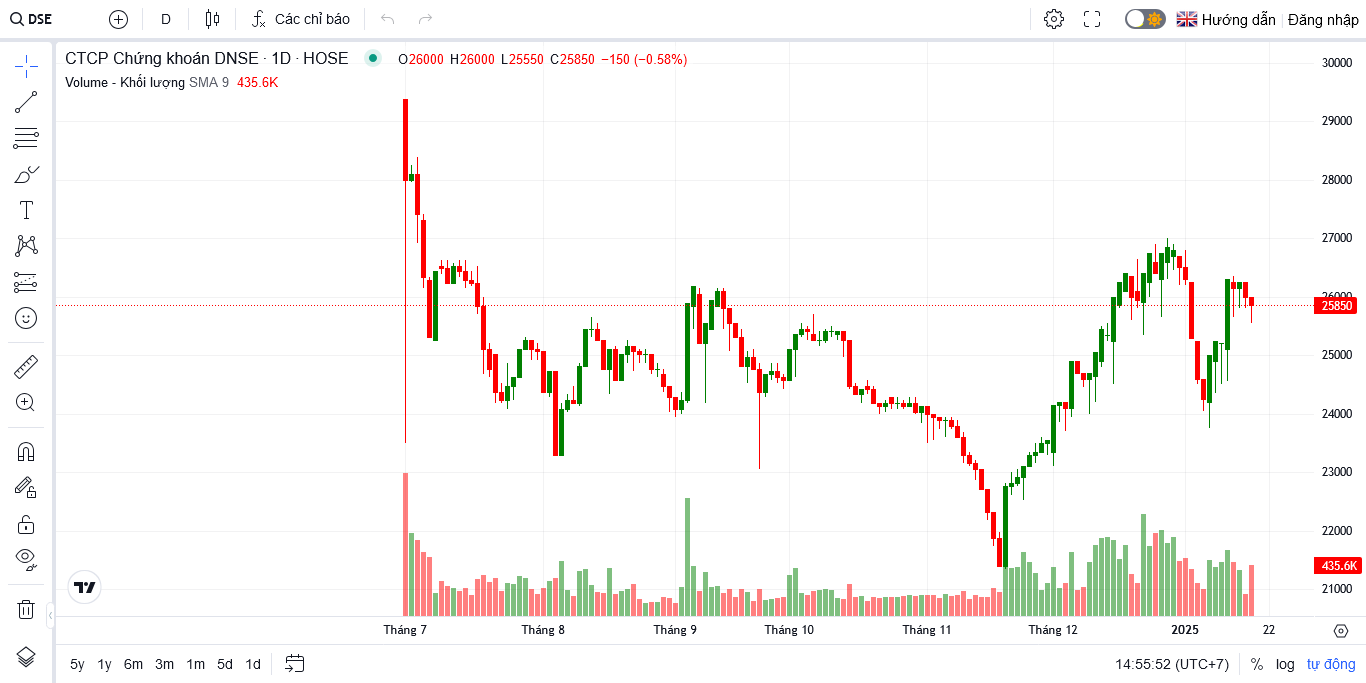 DSE D Các chỉ báo Hướng dẫn Đăng nhập
CTCP Chứng khoán DNSE · 1D · HOSE O26000 H26000 L25550 C25850 −150 (−0.58%)
Volume - Khối lượng SMA 9 435.6K
30000
29000
28000
27000
26000
25850
25000
24000
23000
22000
435.6K
21000
Tháng 7 Tháng 8 Tháng 9 Tháng 10 Tháng 11 Tháng 12 2025 22
5y 1y 6m 3m 1m 5d 1d 14:55:52 (UTC+7) % log tự động